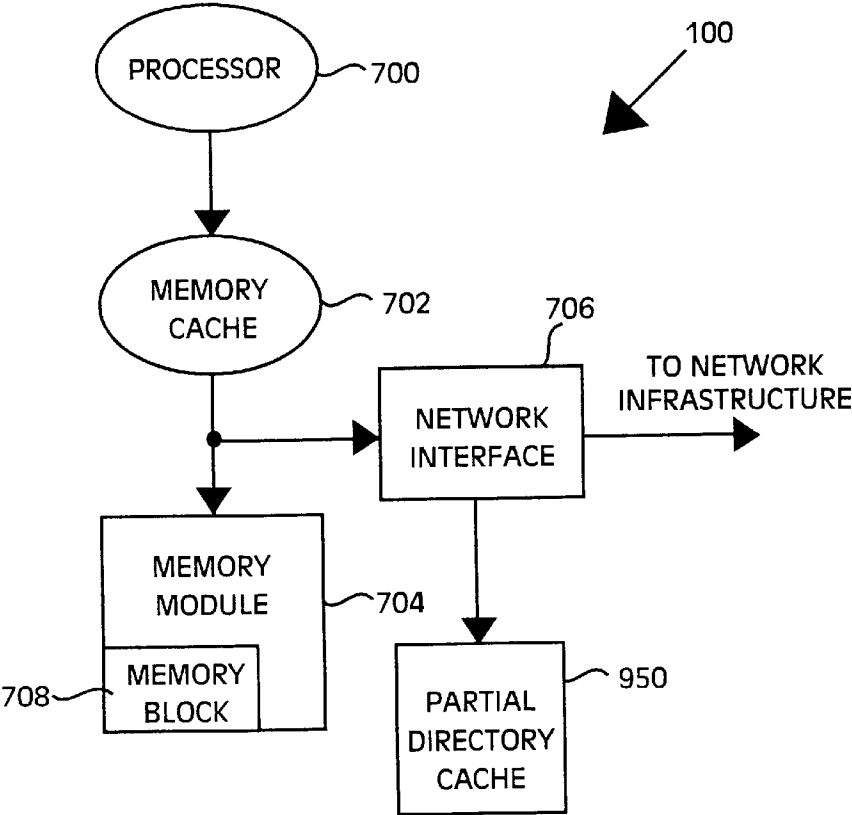 100
PROCESSOR
700
MEMORY
CACHE
702
706
TO NETWORK
INFRASTRUCTURE
NETWORK
INTERFACE
MEMORY
MODULE
704
708
MEMORY
BLOCK
950
PARTIAL
DIRECTORY
CACHE